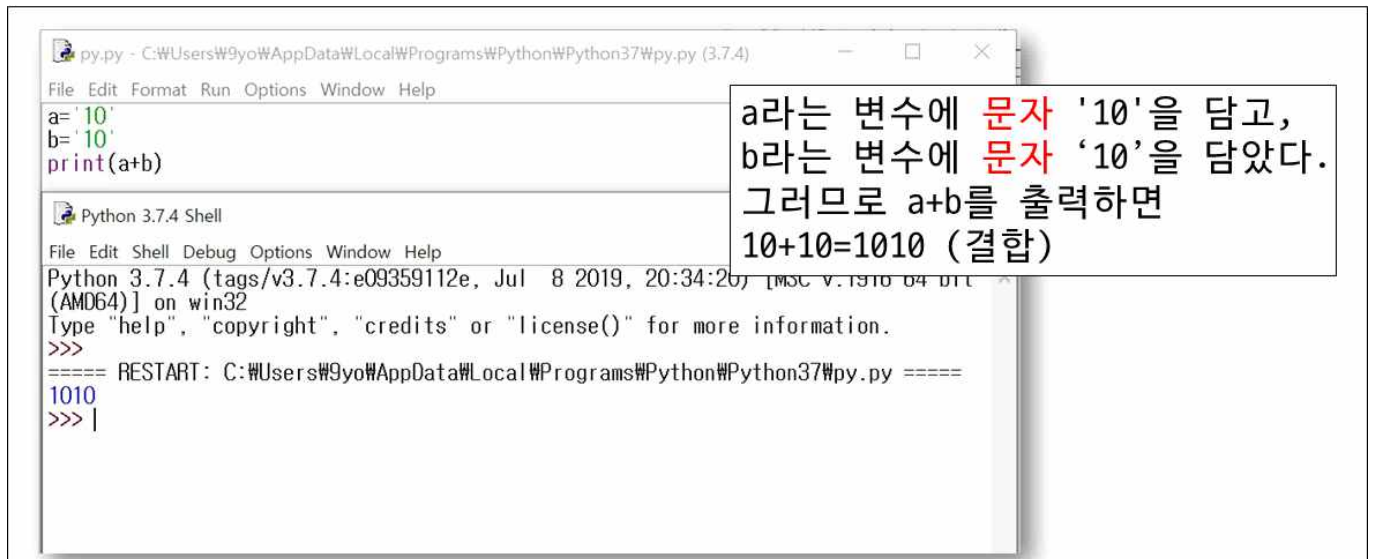 py.py - C:₩Users₩9yo₩AppData₩Local₩Programs₩Python₩Python37₩py.py (3.7.4)
File Edit Format Run Options Window Help
a='10'
b='10'
print(a+b)
a라는 변수에 문자 '10'을 담고,
b라는 변수에 문자 ‘10’을 담았다.
그러므로 a+b를 출력하면
10+10=1010 (결합)
Python 3.7.4 Shell
File Edit Shell Debug Options Window Help
Python 3.7.4 (tags/v3.7.4:e09359112e, Jul 8 2019, 20:34:20) [MSC v.1916 64 bit
(AMD64)] on win32
Type "help", "copyright", "credits" or "license()" for more information.
>>>
===== RESTART: C:₩Users₩9yo₩AppData₩Local₩Programs₩Python₩Python37₩py.py =====
1010
>>>